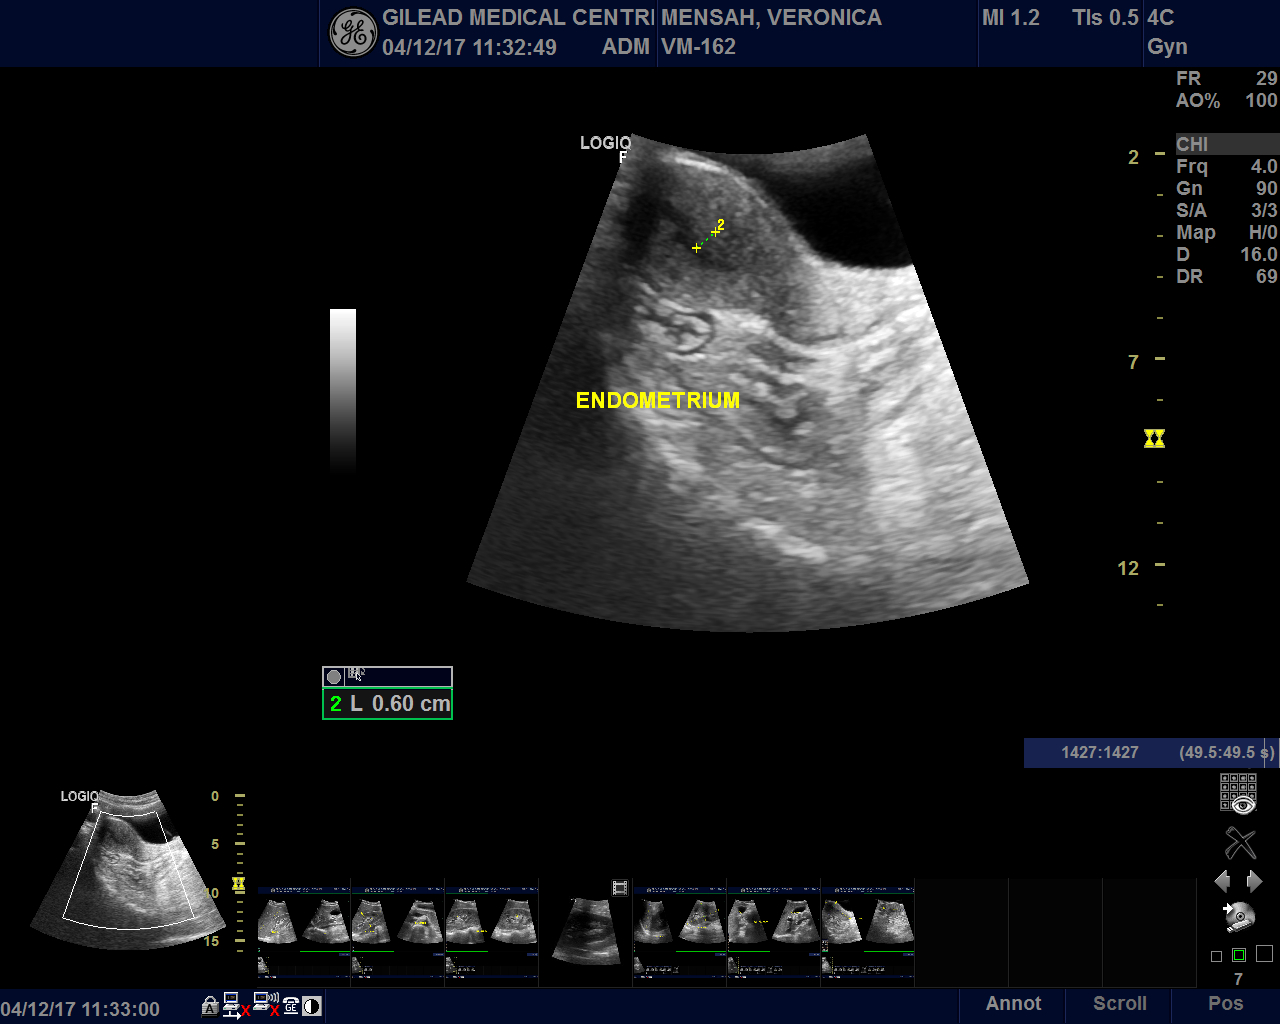 GILEAD MEDICAL CENTR
MENSAH, VERONICA
MI 1.2
TIs 0.5
4C
04/12/17 11:32:49
ADM
VM-162
Gyn
FR 29
AO% 100
CHI
Frq 4.0
Gn 90
S/A 3/3
Map H/0
D 16.0
DR 69
LOGIQ
F
2
2
7
12
ENDOMETRIUM
2 L 0.60 cm
1427:1427 (49.5:49.5 s)
LOGIQ
F
0
5
10
15
7
04/12/17 11:33:00
Annot
Scroll
Pos